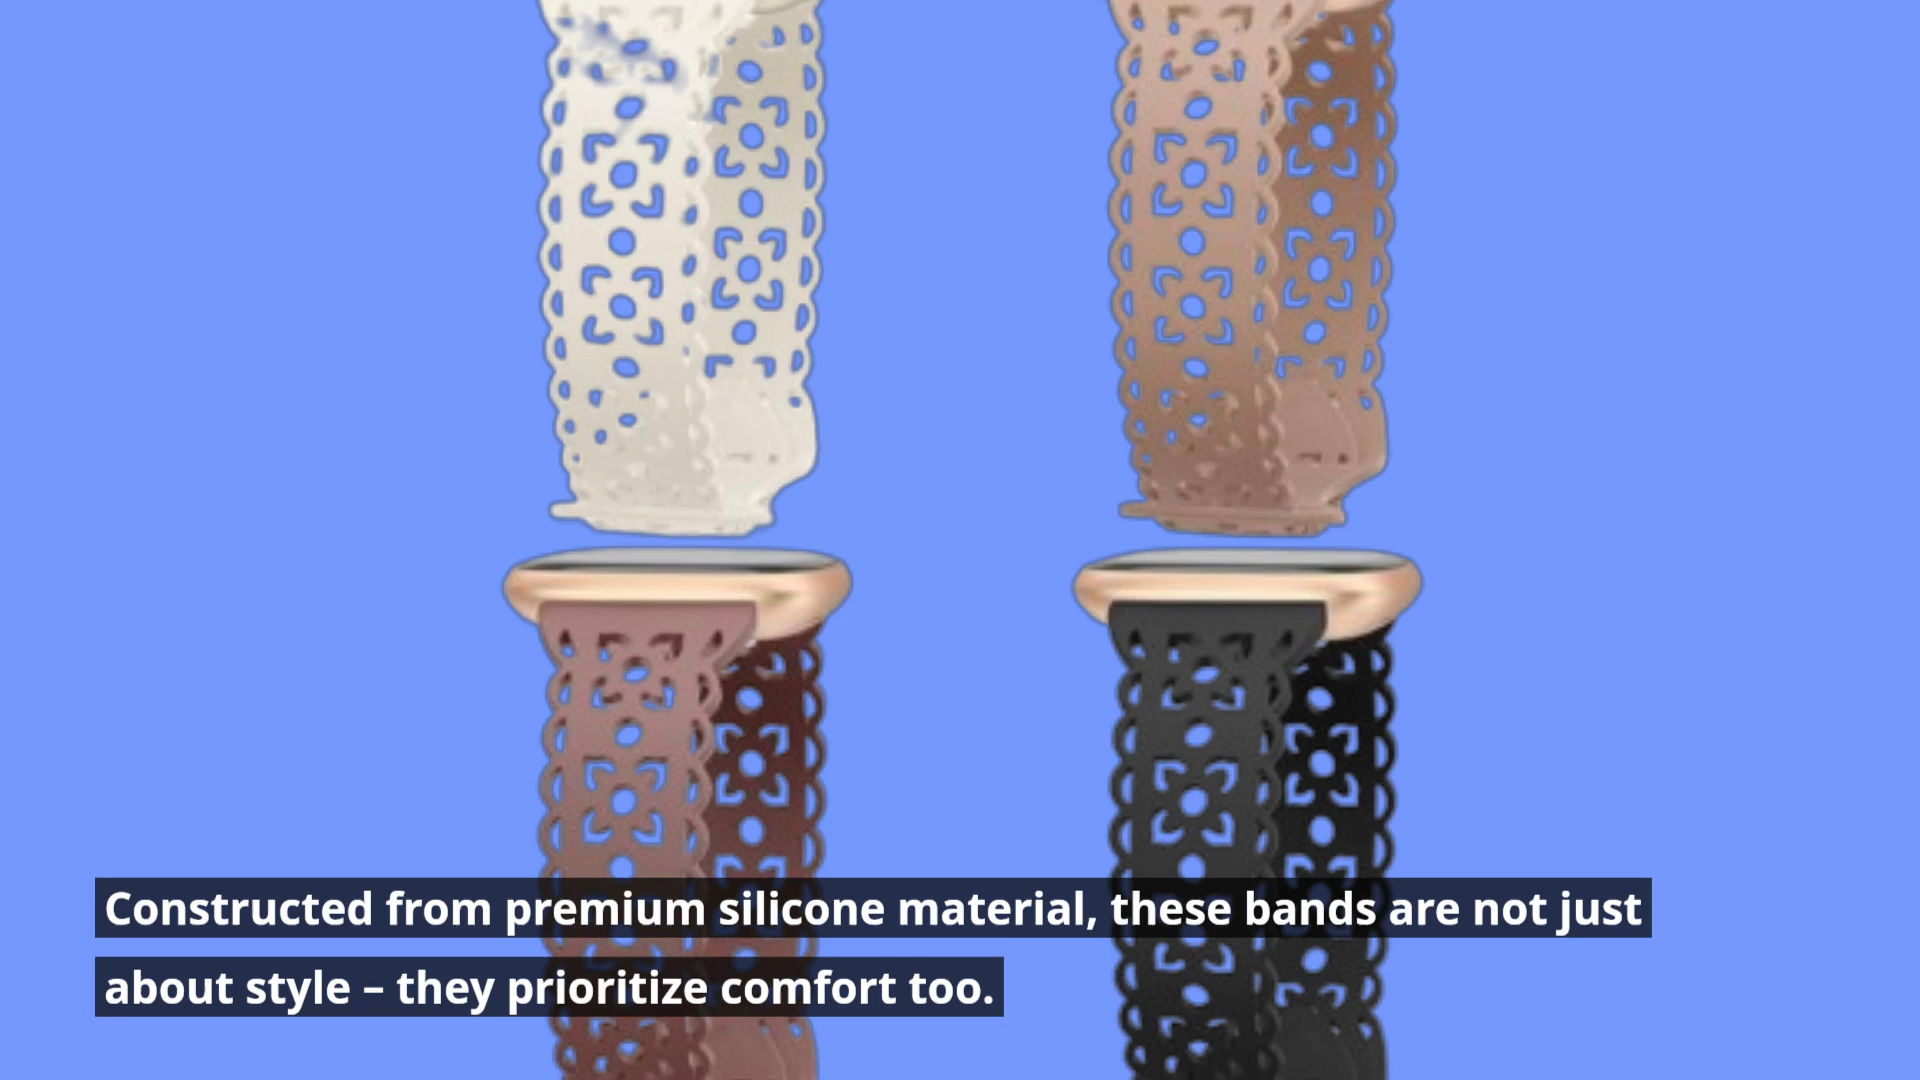 Constructed from premium silicone material, these bands are not just
about style – they prioritize comfort too.